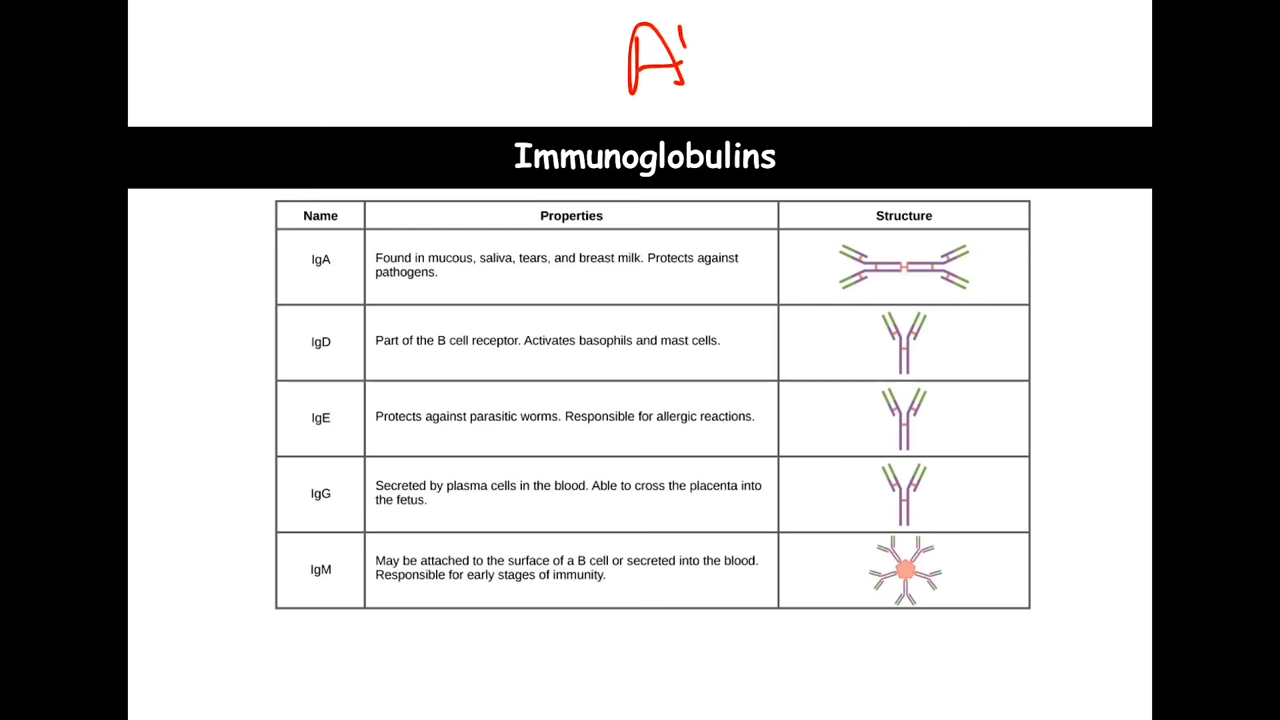 A'
Immunoglobulins
Name Properties Structure
IgA Found in mucous, saliva, tears, and breast milk. Protects against
pathogens.
IgD Part of the B cell receptor. Activates basophils and mast cells.
IgE Protects against parasitic worms. Responsible for allergic reactions.
IgG Secreted by plasma cells in the blood. Able to cross the placenta into
the fetus.
IgM May be attached to the surface of a B cell or secreted into the blood.
Responsible for early stages of immunity.